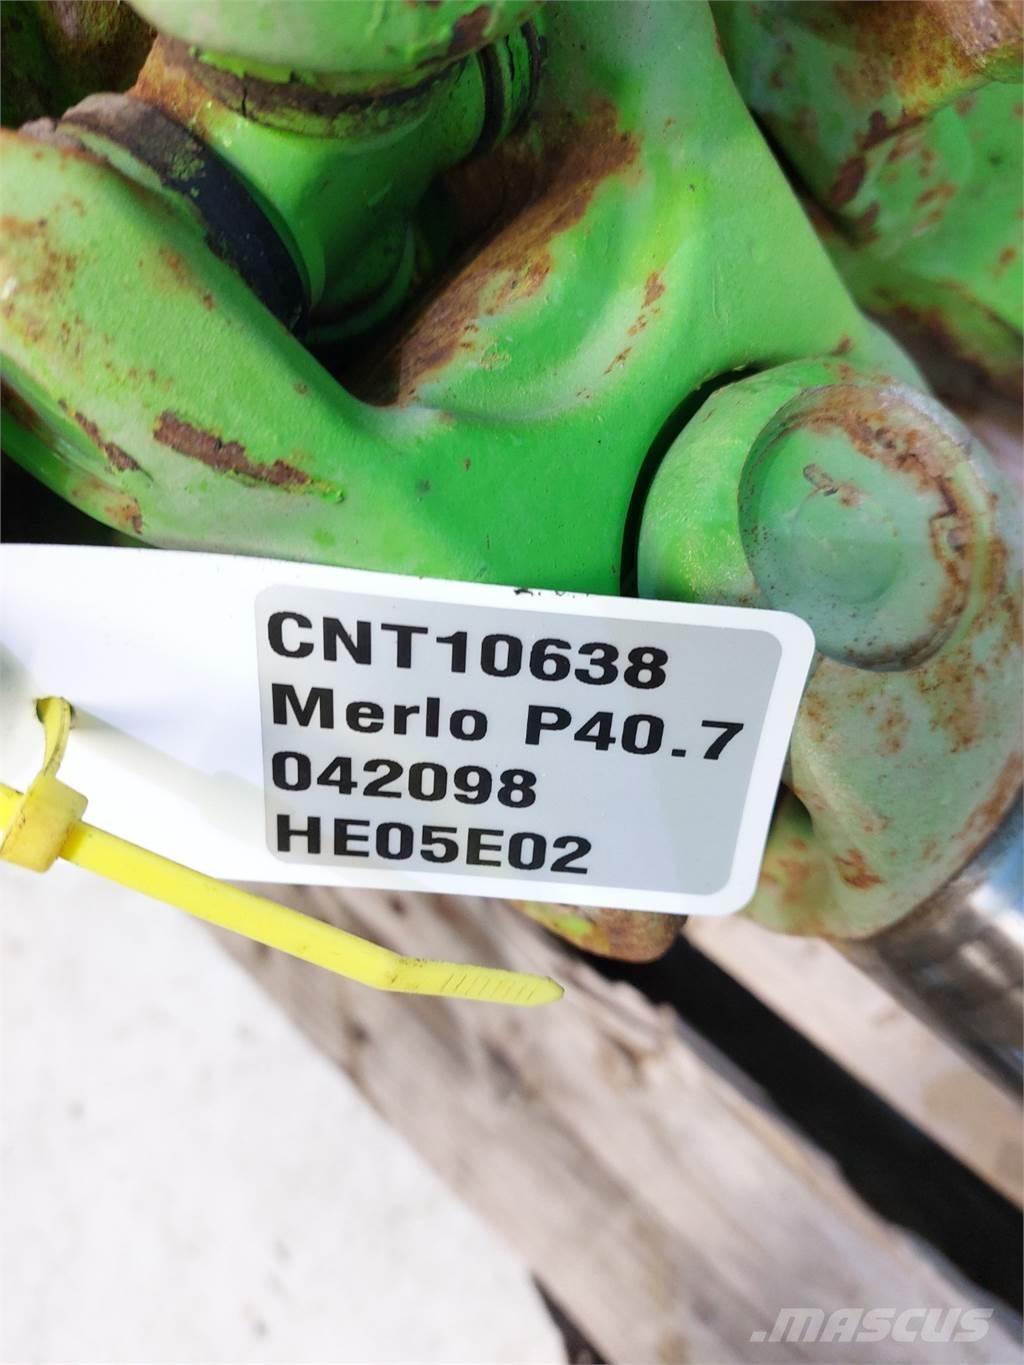 CNT10638
Merlo P40.7
042098
HE05E02
.MASCUS